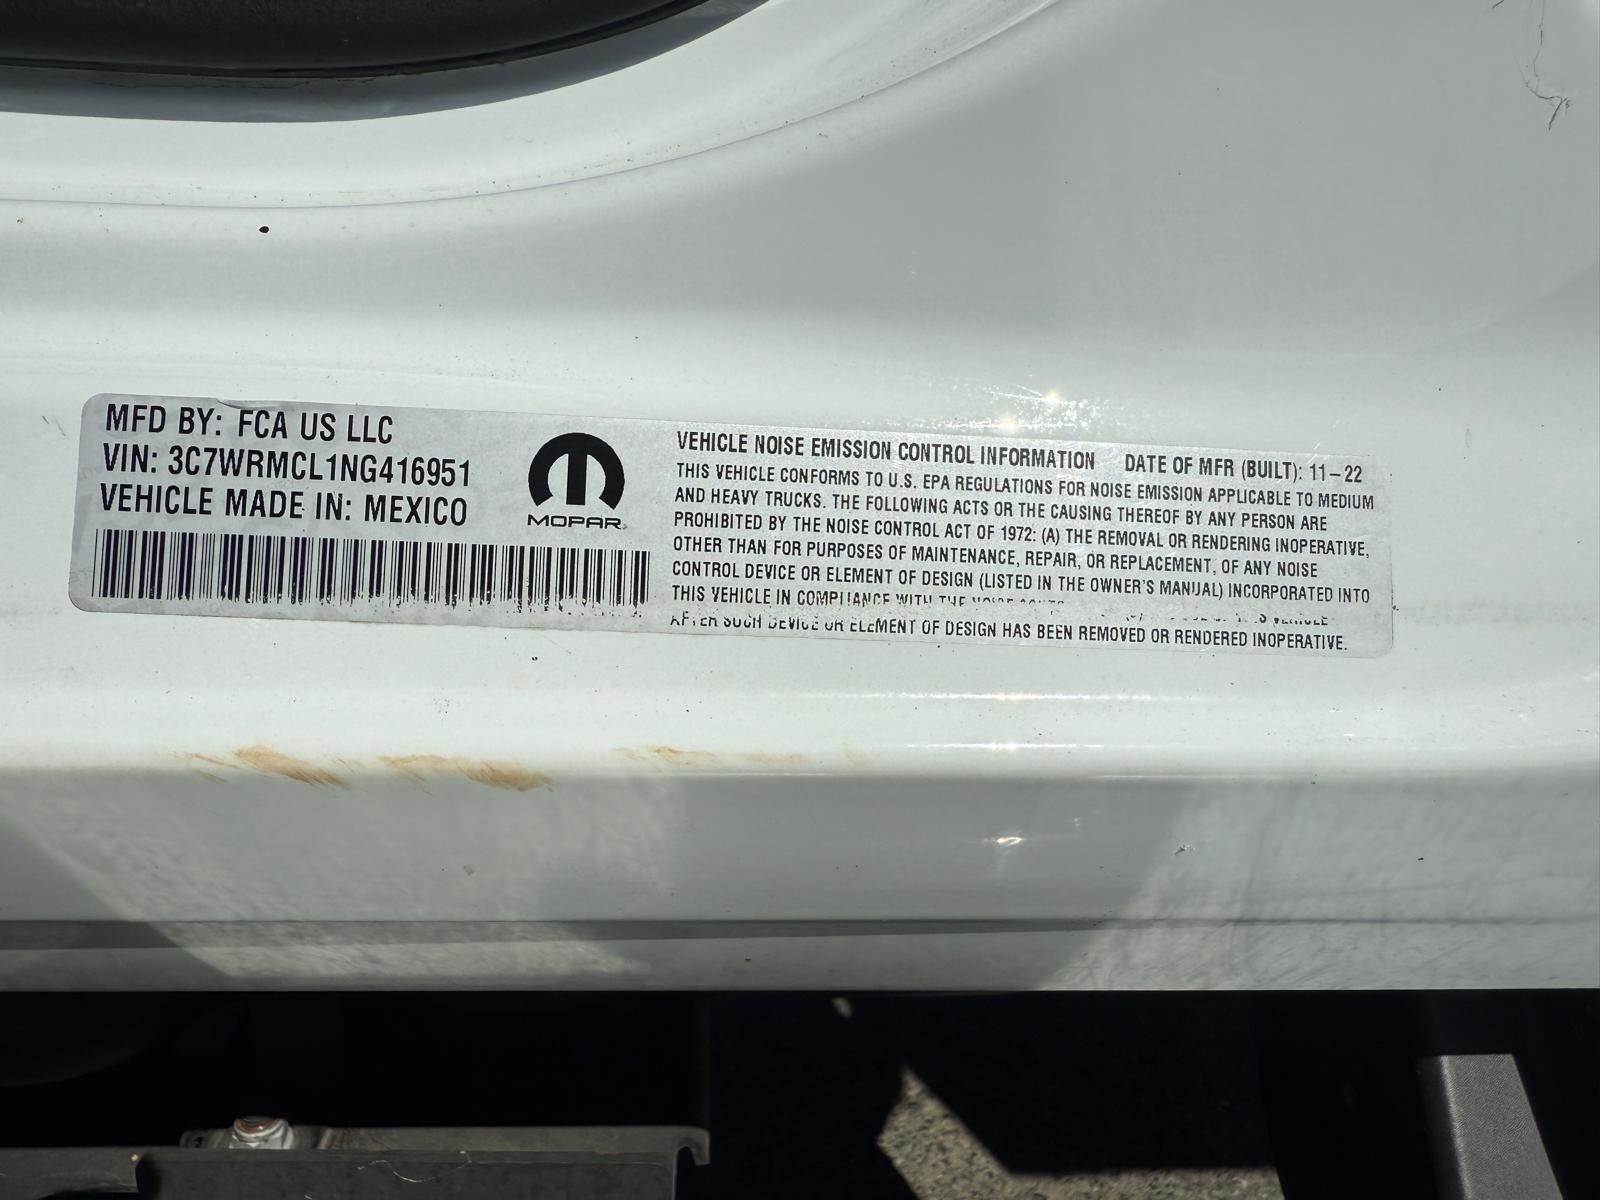 MFD BY: FCA US LLC
VIN: 3C7WRMCL1NG416951
VEHICLE MADE IN: MEXICO
MOPAR
VEHICLE NOISE EMISSION CONTROL INFORMATION DATE OF MFR (BUILT): 11-22
THIS VEHICLE CONFORMS TO U.S. EPA REGULATIONS FOR NOISE EMISSION APPLICABLE TO MEDIUM
AND HEAVY TRUCKS. THE FOLLOWING ACTS OR THE CAUSING THEREOF BY ANY PERSON ARE
PROHIBITED BY THE NOISE CONTROL ACT OF 1972: (A) THE REMOVAL OR RENDERING INOPERATIVE,
OTHER THAN FOR PURPOSES OF MAINTENANCE, REPAIR, OR REPLACEMENT, OF ANY NOISE
CONTROL DEVICE OR ELEMENT OF DESIGN (LISTED IN THE OWNER'S MANUAL) INCORPORATED INTO
THIS VEHICLE IN COMPLIANCE WITH THE
VEHICLE
AFTER SUCH DEVICE OR ELEMENT OF DESIGN HAS BEEN REMOVED OR RENDERED INOPERATIVE.